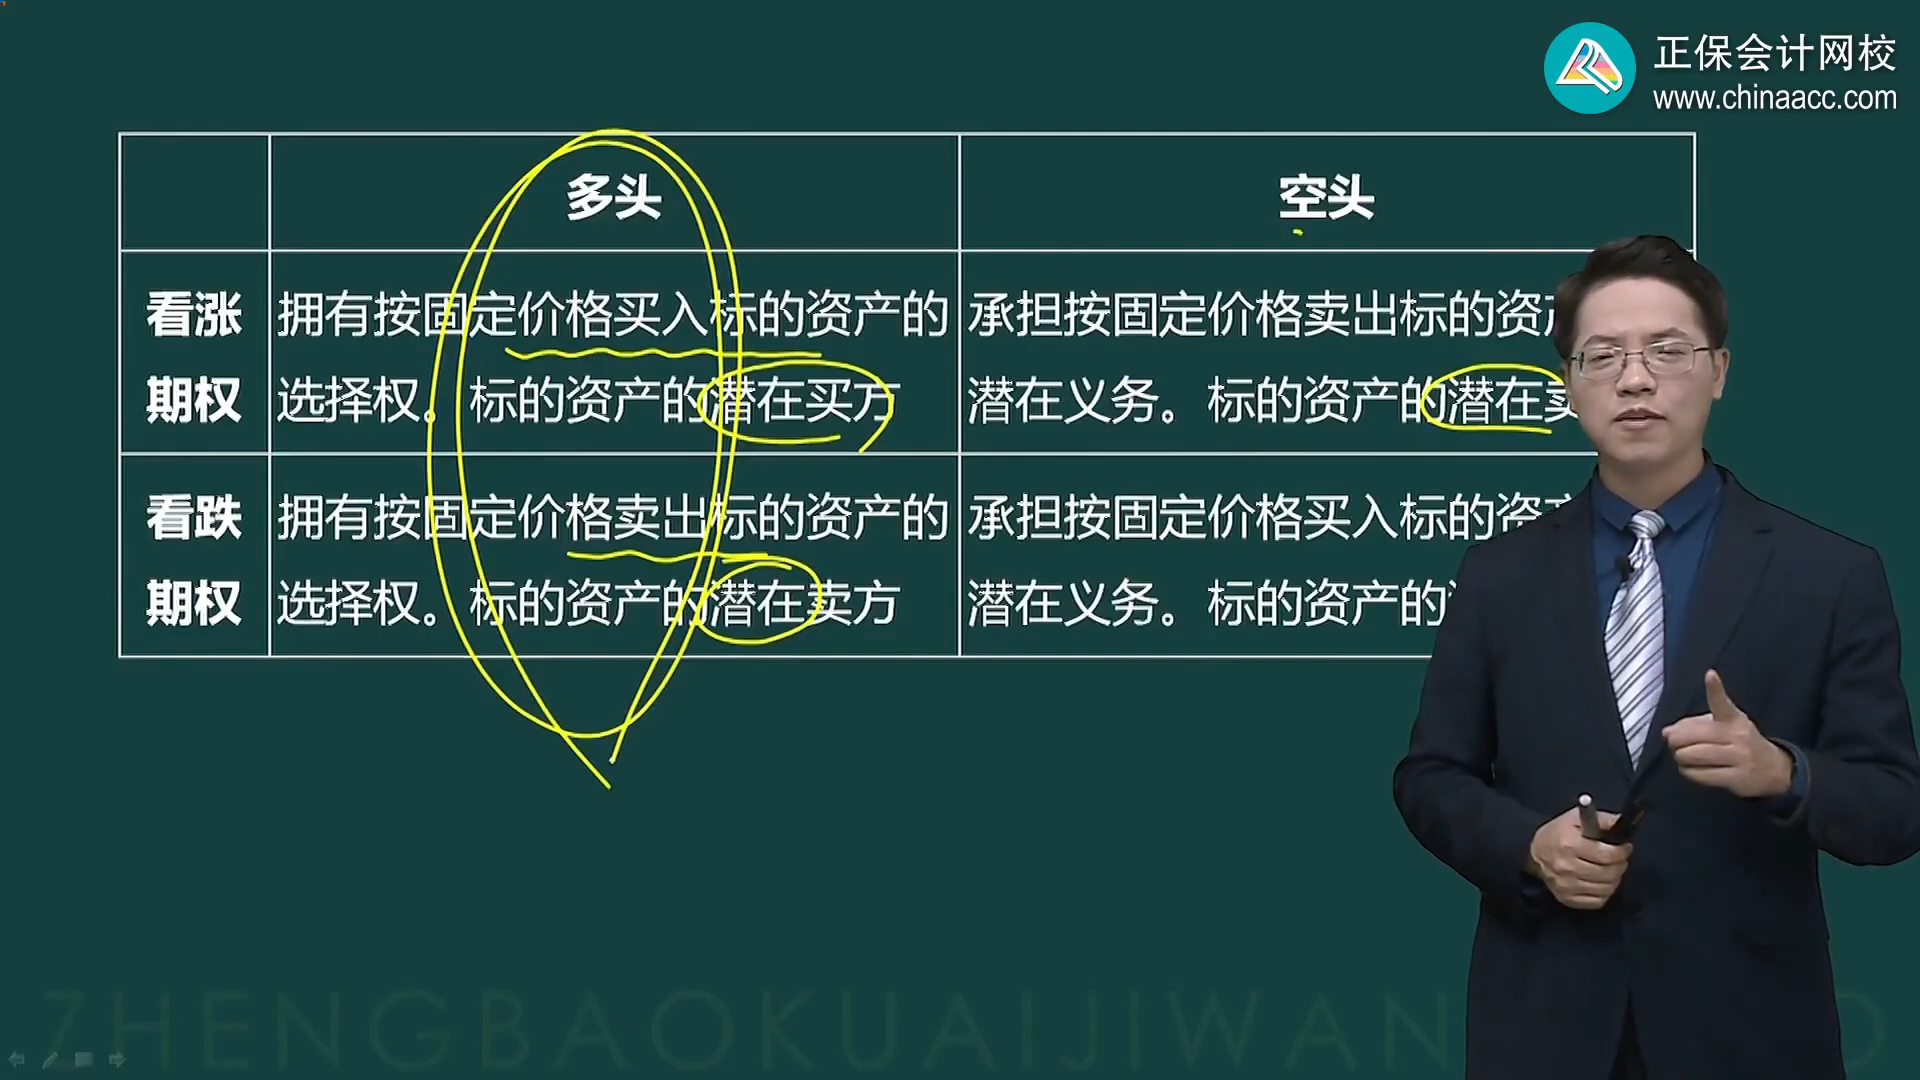 正保会计网校
www.chinaacc.com
多头
空头
看涨
期权
拥有按固定价格买入标的资产的
选择权。标的资产的潜在买方
承担按固定价格卖出标的资产
潜在义务。标的资产的潜在卖
看跌
期权
拥有按固定价格卖出标的资产的
选择权。标的资产的潜在卖方
承担按固定价格买入标的资产
潜在义务。标的资产的
ZHENGBAOKUAIJIWAN